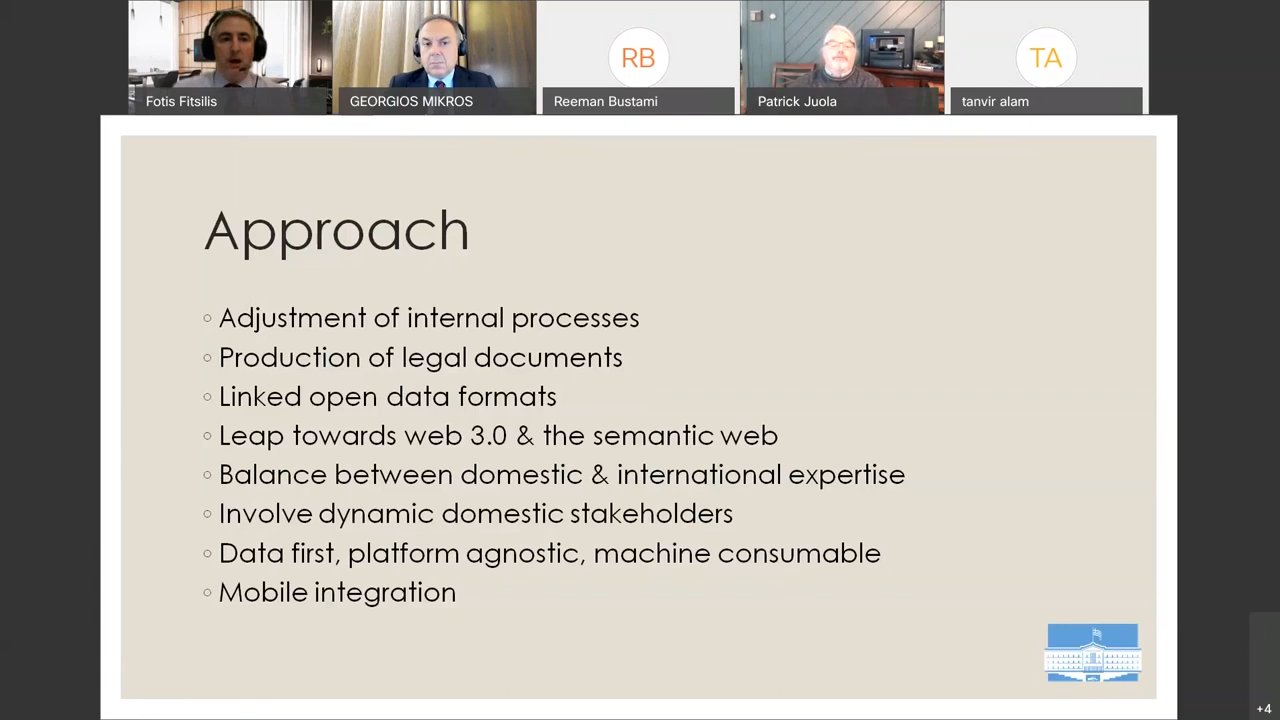 Fotis Fitsilis
GEORGIOS MIKROS
RB
Reeman Bustami
Patrick Juola
TA
tanvir alam
Approach
Adjustment of internal processes
Production of legal documents
Linked open data formats
Leap towards web 3.0 & the semantic web
Balance between domestic & international expertise
Involve dynamic domestic stakeholders
Data first, platform agnostic, machine consumable
Mobile integration
+4